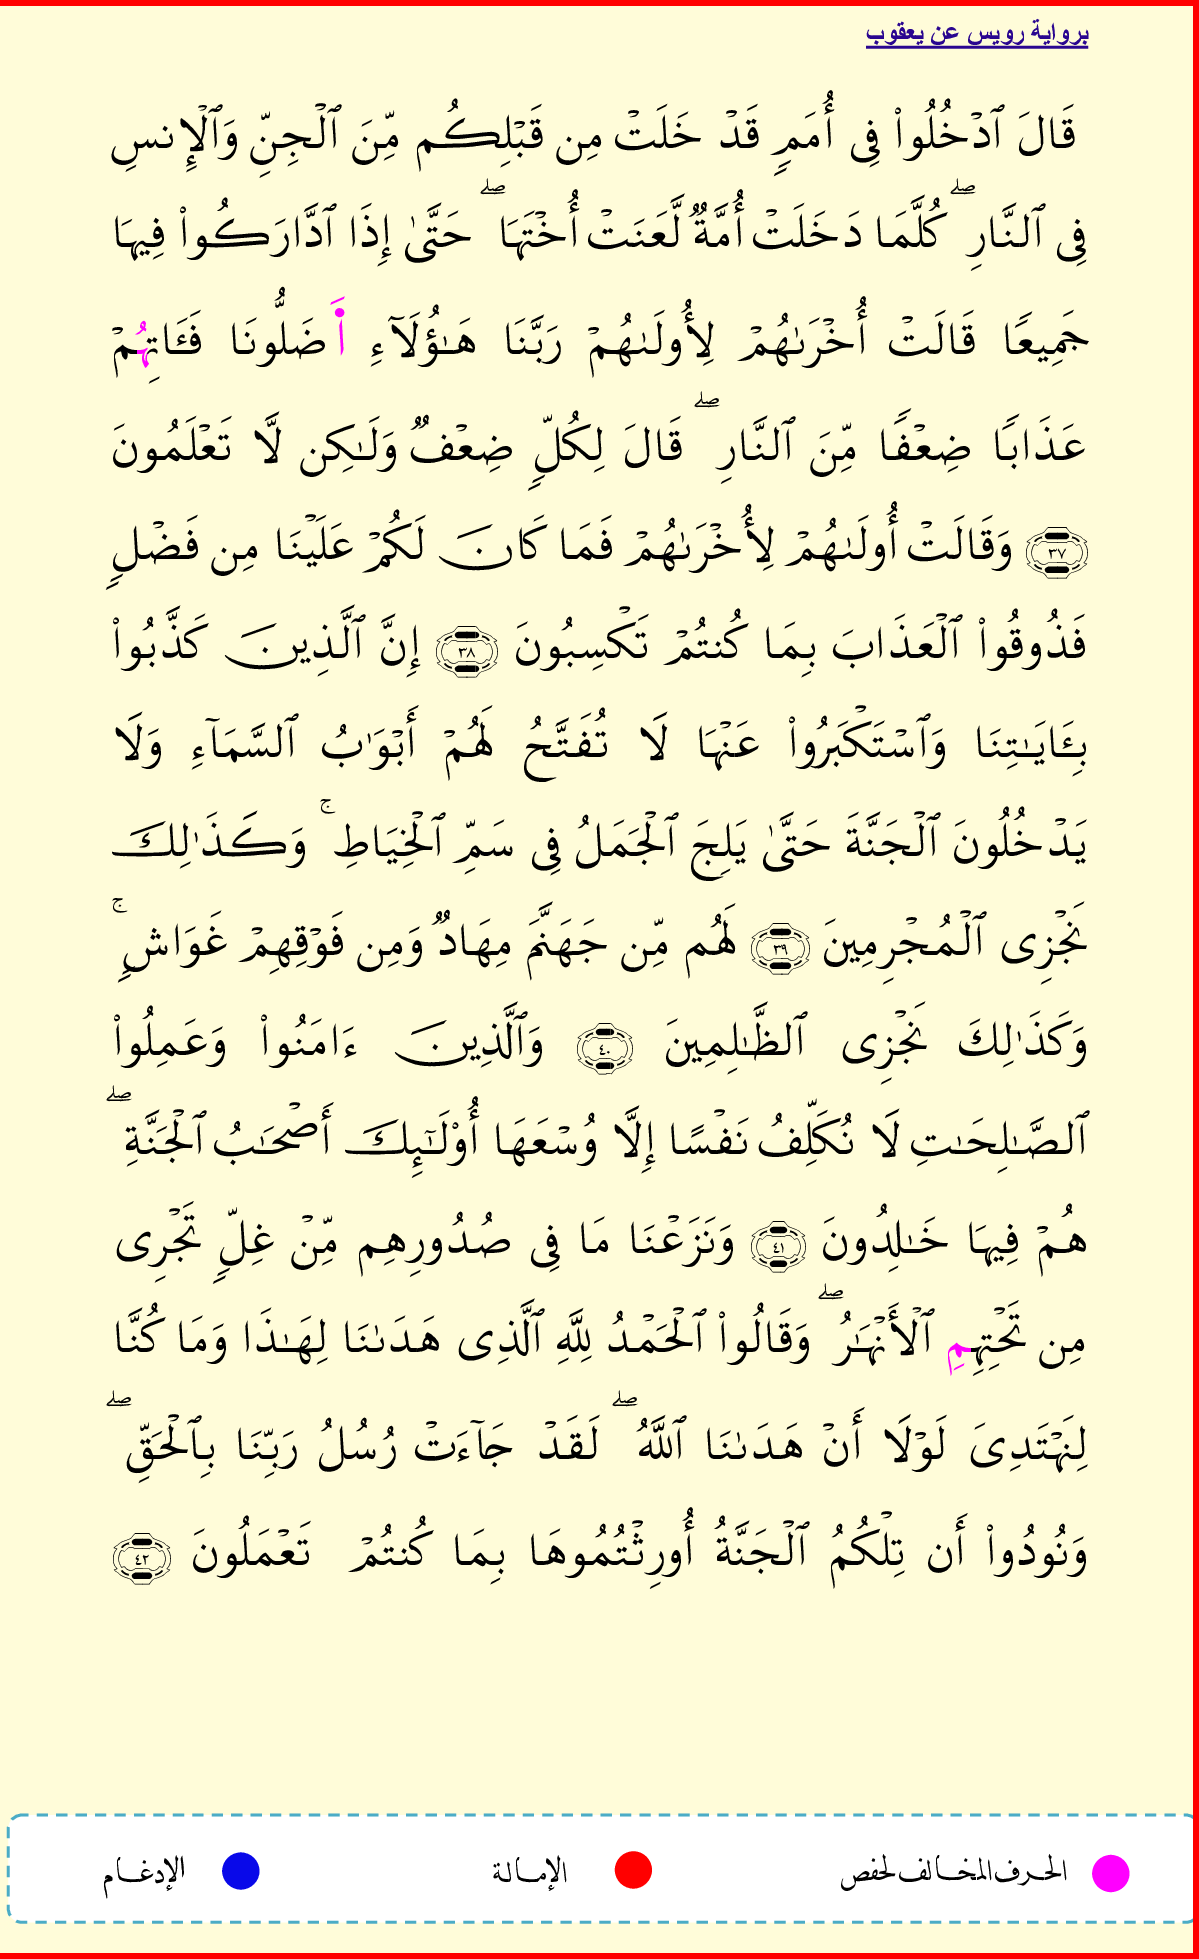 برواية رويس عن يعقوب
قَالَ ٱدۡخُلُواْ فِى أُمَمٍ قَدۡ خَلَتۡ مِن قَبۡلِكُم مِّنَ ٱلۡجِنِّ وَٱلۡإِنسِ
فِى ٱلنَّارِۖ كُلَّمَا دَخَلَتۡ أُمَّةٌ لَّعَنَتۡ أُخۡتَهَاۖ حَتَّىٰ إِذَا ٱدَّارَكُواْ فِيهَا
جَمِيعًا قَالَتۡ أُخۡرَىٰهُمۡ لِأُولَىٰهُمۡ رَبَّنَا هَٰٓؤُلَآءِ أَضَلُّونَا فَـَٔاتِهُمۡ
عَذَابًا ضِعۡفًا مِّنَ ٱلنَّارِۖ قَالَ لِكُلٍّ ضِعۡفٌ وَلَٰكِن لَّا تَعۡلَمُونَ
٣٧ وَقَالَتۡ أُولَىٰهُمۡ لِأُخۡرَىٰهُمۡ فَمَا كَانَ لَكُمۡ عَلَيۡنَا مِن فَضۡلٍ
فَذُوقُواْ ٱلۡعَذَابَ بِمَا كُنتُمۡ تَكۡسِبُونَ ٣٨ إِنَّ ٱلَّذِينَ كَذَّبُواْ
بِـَٔايَٰتِنَا وَٱسۡتَكۡبَرُواْ عَنۡهَا لَا تُفَتَّحُ لَهُمۡ أَبۡوَٰبُ ٱلسَّمَآءِ وَلَا
يَدۡخُلُونَ ٱلۡجَنَّةَ حَتَّىٰ يَلِجَ ٱلۡجَمَلُ فِى سَمِّ ٱلۡخِيَاطِۚ وَكَذَٰلِكَ
نَجۡزِى ٱلۡمُجۡرِمِينَ ٣٩ لَهُم مِّن جَهَنَّمَ مِهَادٌ وَمِن فَوۡقِهِمۡ غَوَاشٍۚ
وَكَذَٰلِكَ نَجۡزِى ٱلظَّٰلِمِينَ ٤٠ وَٱلَّذِينَ ءَامَنُواْ وَعَمِلُواْ
ٱلصَّٰلِحَٰتِ لَا نُكَلِّفُ نَفۡسًا إِلَّا وُسۡعَهَا أُوْلَٰٓئِكَ أَصۡحَٰبُ ٱلۡجَنَّةِۖ
هُمۡ فِيهَا خَٰلِدُونَ ٤١ وَنَزَعۡنَا مَا فِى صُدُورِهِم مِّنۡ غِلٍّ تَجۡرِى
مِن تَحۡتِهِمِ ٱلۡأَنۡهَٰرُۖ وَقَالُواْ ٱلۡحَمۡدُ لِلَّهِ ٱلَّذِى هَدَىٰنَا لِهَٰذَا وَمَا كُنَّا
لِنَهۡتَدِىَ لَوۡلَا أَنۡ هَدَىٰنَا ٱللَّهُۖ لَقَدۡ جَآءَتۡ رُسُلُ رَبِّنَا بِٱلۡحَقِّۖ
وَنُودُواْ أَن تِلۡكُمُ ٱلۡجَنَّةُ أُورِثۡتُمُوهَا بِمَا كُنتُمۡ تَعۡمَلُونَ ٤٢
الحرف المخالف لحفص الإمالة الإدغام